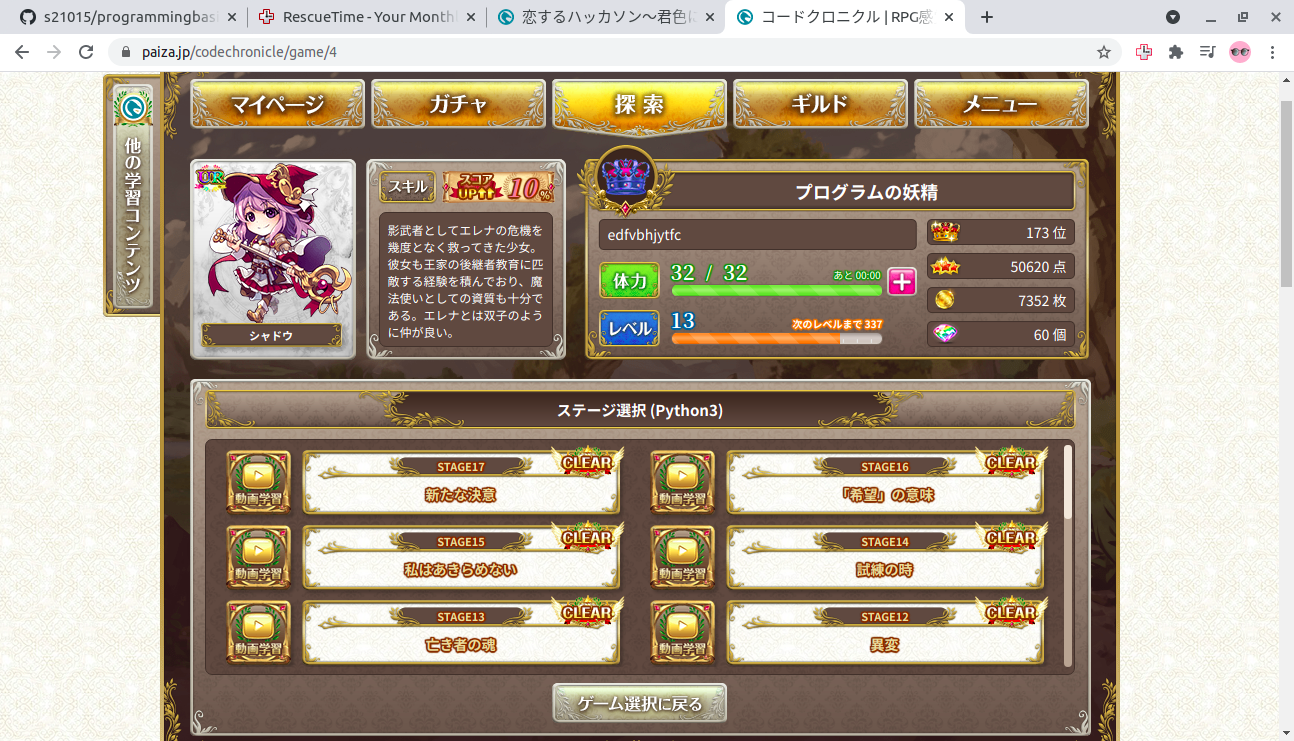 s21015/programmingbas
RescueTime - Your Month
恋するハッカソン～君色に
コードクロニクル | RPG感
paiza.jp/codechronicle/game/4
他の学習コンテンツ
マイページ
ガチャ
探索
ギルド
メニュー
UR
シャドウ
スキル
スコアUP 10%
影武者としてエレナの危機を
幾度となく救ってきた少女。
彼女も王家の後継者教育に匹
敵する経験を積んでおり、魔
法使いとしての資質も十分で
ある。エレナとは双子のよう
に仲が良い。
プログラムの妖精
edfvbhjytfc
体力
32 / 32
あと 00:00
レベル
13
次のレベルまで 337
173 位
50620 点
7352 枚
60 個
ステージ選択 (Python3)
動画学習
STAGE17
CLEAR
新たな決意
動画学習
STAGE16
CLEAR
「希望」の意味
動画学習
STAGE15
CLEAR
私はあきらめない
動画学習
STAGE14
CLEAR
試練の時
動画学習
STAGE13
CLEAR
亡き者の魂
動画学習
STAGE12
CLEAR
異変
ゲーム選択に戻る